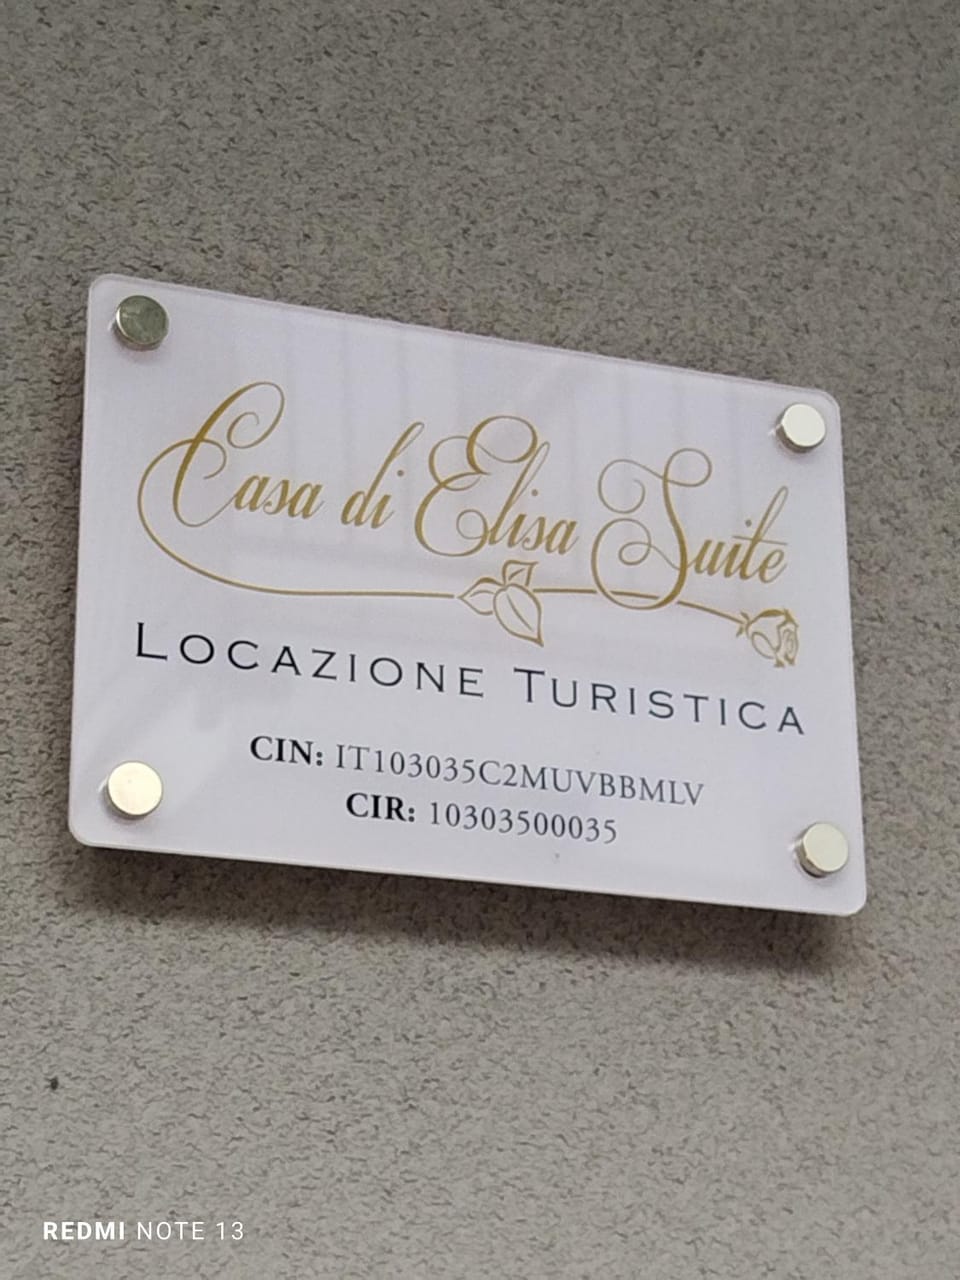 Casa di Elisa Suite
LOCAZIONE TURISTICA
CIN: IT103035C2MUVBBMLV
CIR: 10303500035
REDMI NOTE 13